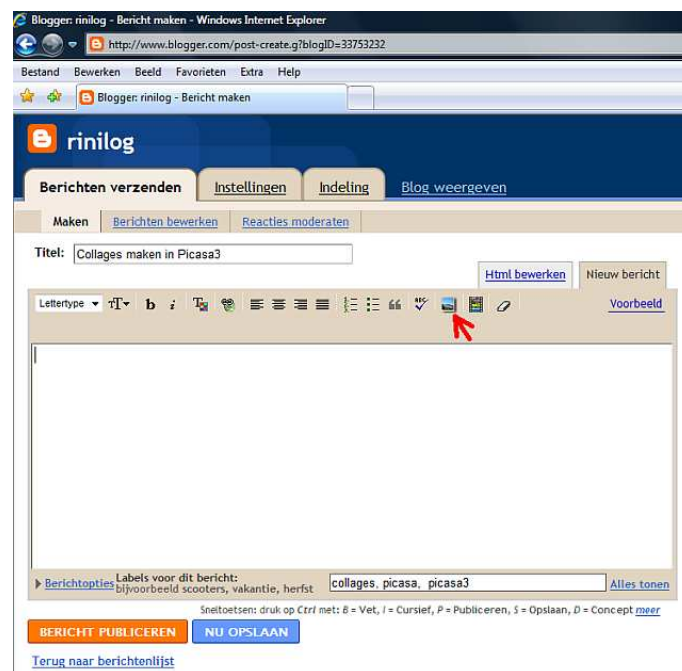 Blogger: rinilog - Bericht maken - Windows Internet Explorer
http://www.blogger.com/post-create.g?blogID=33753232
Bestand Bewerken Beeld Favorieten Extra Help
Blogger: rinilog - Bericht maken
rinilog
Berichten verzenden Instellingen Indeling Blog weergeven
Maken Berichten bewerken Reacties moderaten
Titel: Collages maken in Picasa3
Html bewerken Nieuw bericht
Lettertype T b i T ABC Voorbeeld
Berichtopties Labels voor dit bericht:
bijvoorbeeld scooters, vakantie, herfst collages, picasa, picasa3 Alles tonen
Sneltoetsen: druk op Ctrl met: B = Vet, I = Cursief, P = Publiceren, S = Opslaan, D = Concept meer
BERICHT PUBLICEREN NU OPSLAAN
Terug naar berichtenlijst